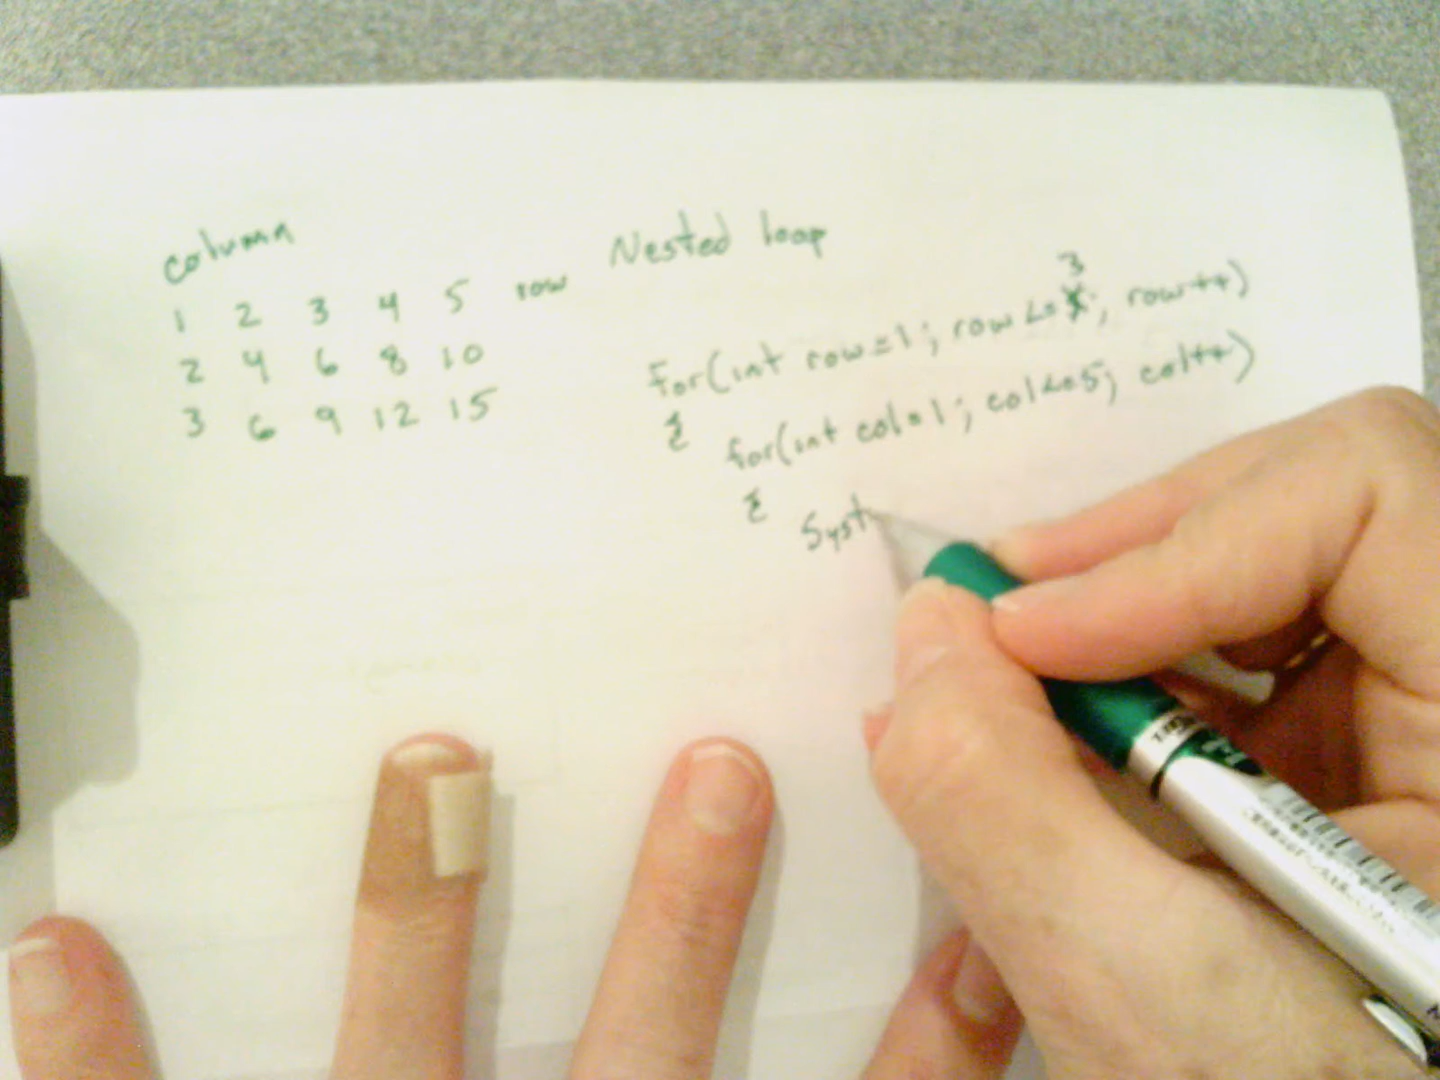 column
1 2 3 4 5 row
2 4 6 8 10
3 6 9 12 15
Nested loop
3
for(int row=1; row<=; row++)
{
for(int col=1; col<=5; col++)
{
Syst